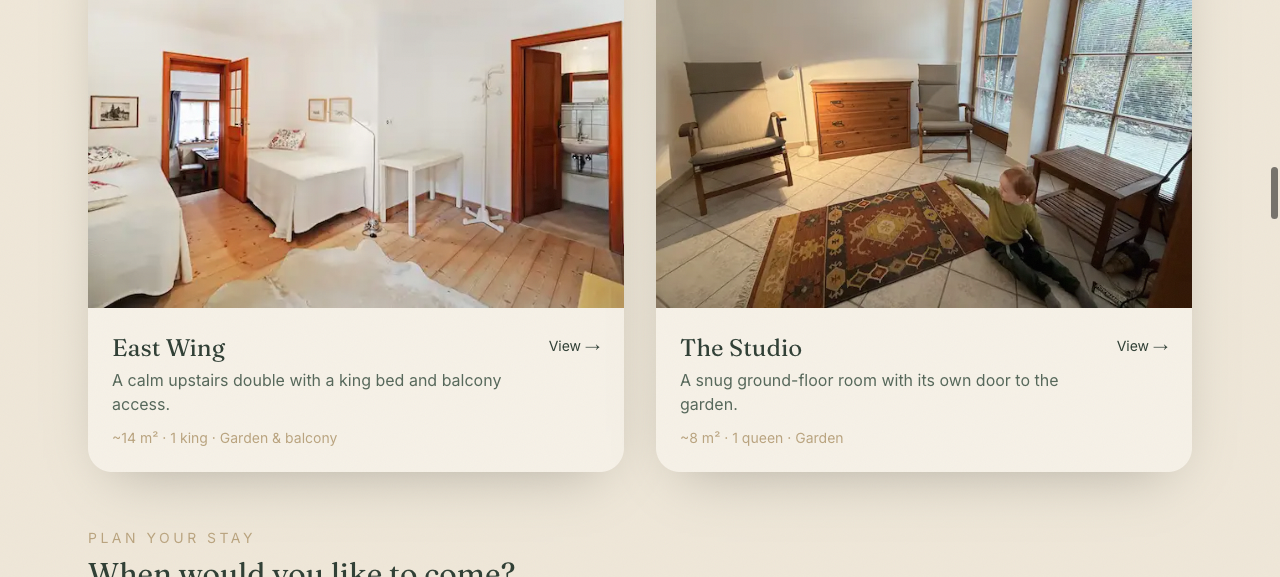 East Wing
View →
A calm upstairs double with a king bed and balcony
access.
~14 m² · 1 king · Garden & balcony
The Studio
View →
A snug ground-floor room with its own door to the
garden.
~8 m² · 1 queen · Garden
PLAN YOUR STAY
When would you like to come?